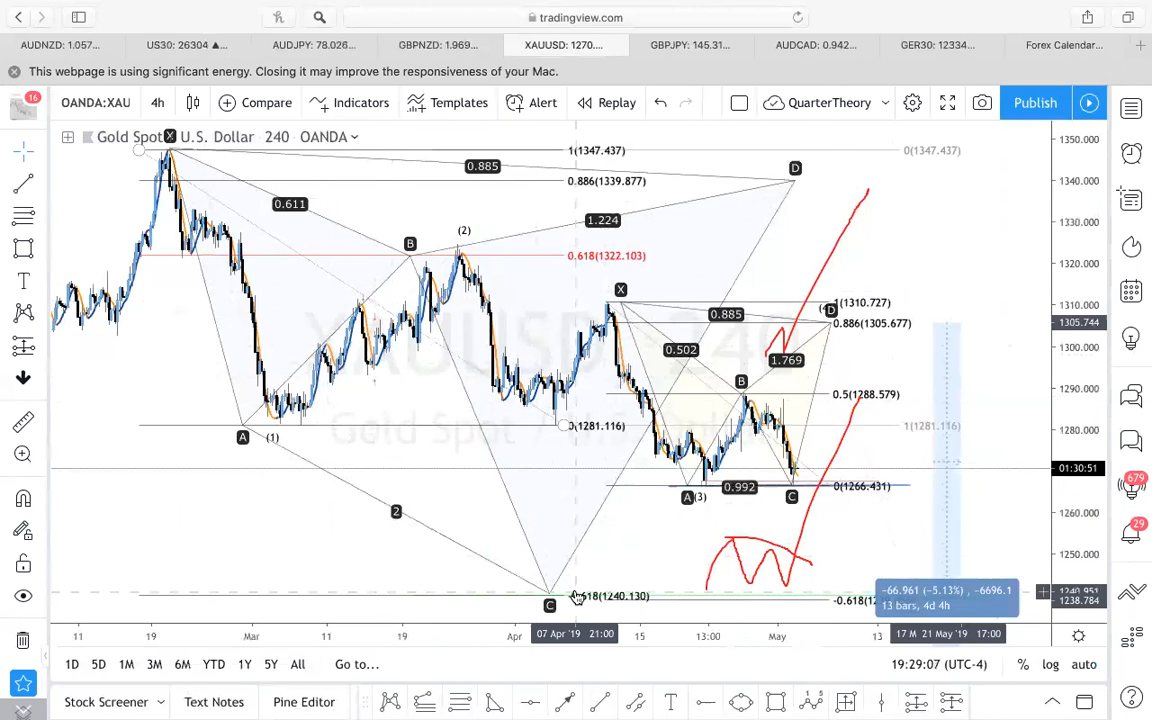 tradingview.com
AUDNZD: 1.057...
US30: 26304 ▲...
AUDJPY: 78.026...
GBPNZD: 1.969...
XAUUSD: 1270....
GBPJPY: 145.31...
AUDCAD: 0.942...
GER30: 12334...
Forex Calendar...
This webpage is using significant energy. Closing it may improve the responsiveness of your Mac.
16
OANDA:XAU
4h
Compare
Indicators
Templates
Alert
Replay
QuarterTheory
Publish
Gold Spot
X
U.S. Dollar 240 OANDA
1(1347.437)
0(1347.437)
1350.000
0.885
D
0.886(1339.877)
1340.000
0.611
1.224
1330.000
B
(2)
0.618(1322.103)
1320.000
X
1(1310.727)
1310.000
0.885
D
0.886(1305.677)
1305.744
XAUUSD 240
0.502
1.769
1300.000
B
0.5(1288.579)
1290.000
Gold Spot
A
(1)
0(1281.116)
1(1281.116)
1280.000
01:30:51
0.992
0(1266.431)
A
(3)
C
2
1260.000
1250.000
-66.961 (−5.13%) , −6696.1
13 bars, 4d 4h
C
618(1240.130)
-0.618(12
1240.951
1238.784
11
Mar
19
Apr
07 Apr '19 21:00
15
13:00
May
13
17 M
21 May '19 17:00
679
29
1D
5D
1M
3M
6M
YTD
1Y
5Y
All
Go to...
19:29:07 (UTC-4)
%
log
auto
Stock Screener
Text Notes
Pine Editor